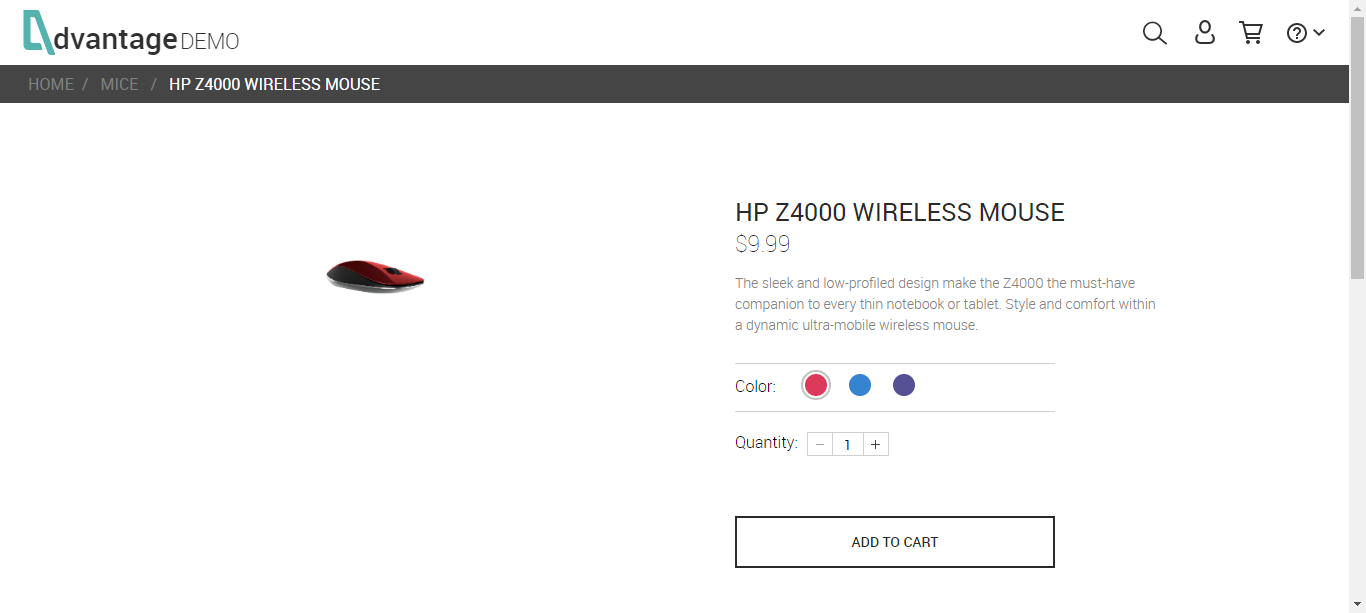 dvantage DEMO
HOME / MICE / HP Z4000 WIRELESS MOUSE
HP Z4000 WIRELESS MOUSE
$9.99
The sleek and low-profiled design make the Z4000 the must-have
companion to every thin notebook or tablet. Style and comfort within
a dynamic ultra-mobile wireless mouse.
Color:
Quantity: − 1 +
ADD TO CART